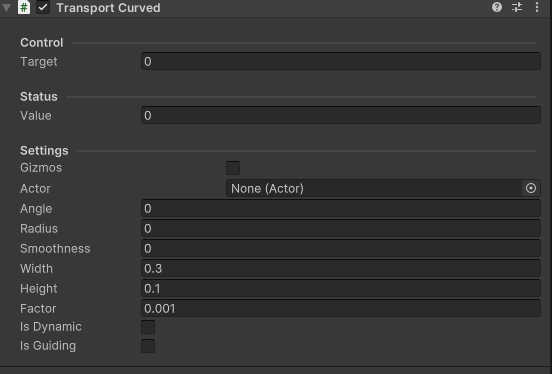 # Transport Curved
Control
Target 0
Status
Value 0
Settings
Gizmos
Actor None (Actor)
Angle 0
Radius 0
Smoothness 0
Width 0.3
Height 0.1
Factor 0.001
Is Dynamic
Is Guiding